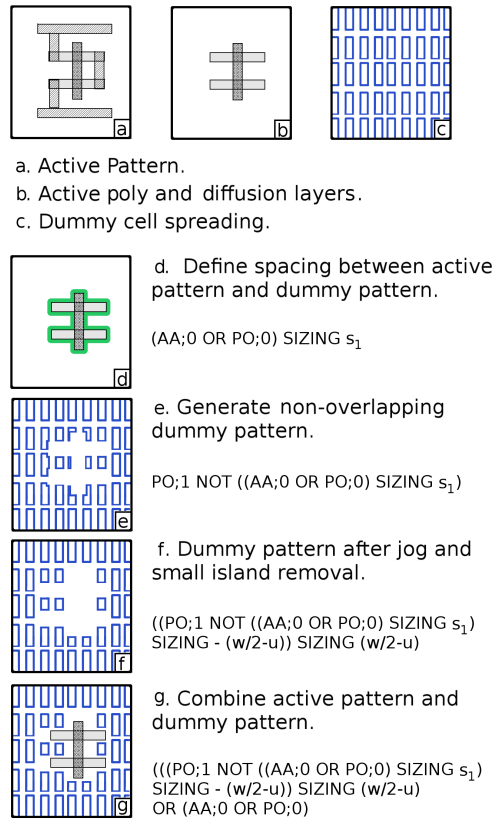 a
b
c
a. Active Pattern.
b. Active poly and diffusion layers.
c. Dummy cell spreading.
d
d. Define spacing between active
pattern and dummy pattern.
(AA;0 OR PO;0) SIZING s1
e
e. Generate non-overlapping
dummy pattern.
PO;1 NOT ((AA;0 OR PO;0) SIZING s1)
f
f. Dummy pattern after jog and
small island removal.
((PO;1 NOT ((AA;0 OR PO;0) SIZING s1)
SIZING - (w/2-u)) SIZING (w/2-u)
g
g. Combine active pattern and
dummy pattern.
(((PO;1 NOT ((AA;0 OR PO;0) SIZING s1)
SIZING - (w/2-u)) SIZING (w/2-u)
OR (AA;0 OR PO;0)